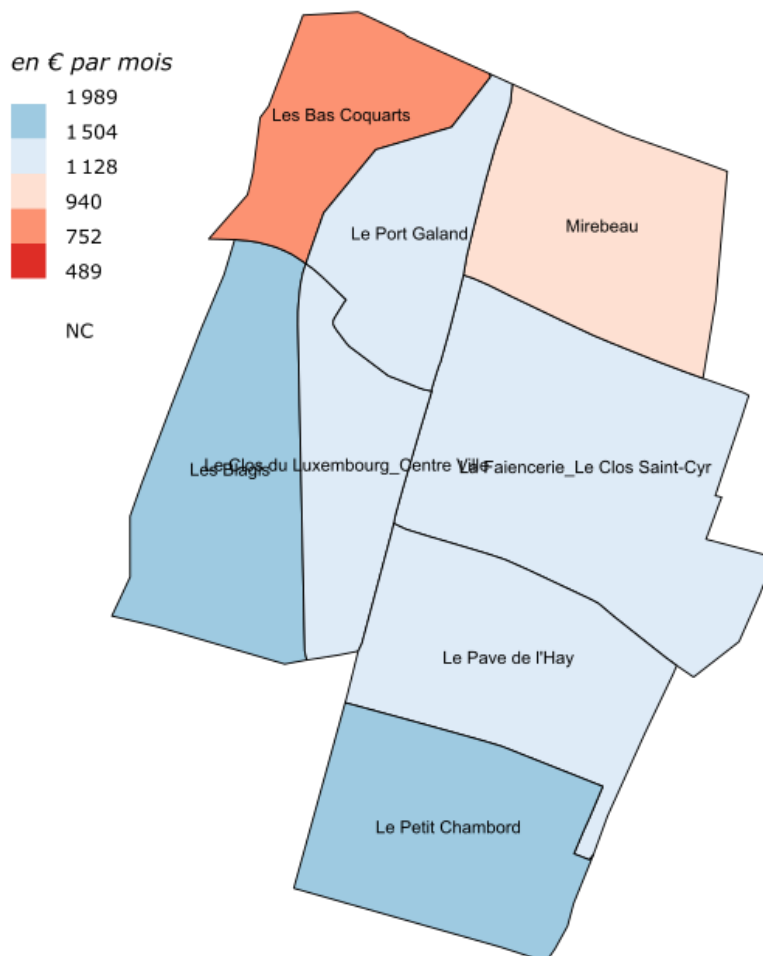 en € par mois
1 989
1 504
1 128
940
752
489
NC
Les Bas Coquarts
Le Port Galand
Mirebeau
Les Blagis
Le Clos du Luxembourg_Centre Ville
La Faiencerie_Le Clos Saint-Cyr
Le Pave de l'Hay
Le Petit Chambord